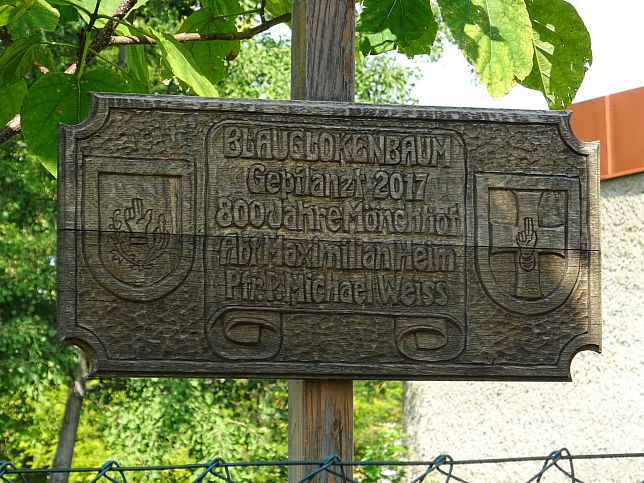 BLAUGLOKENBAUM
Gepflanzt 2017
800 Jahre Mönchhof
Abt Maximilian Heim
Pfr. P. Michael Weiss